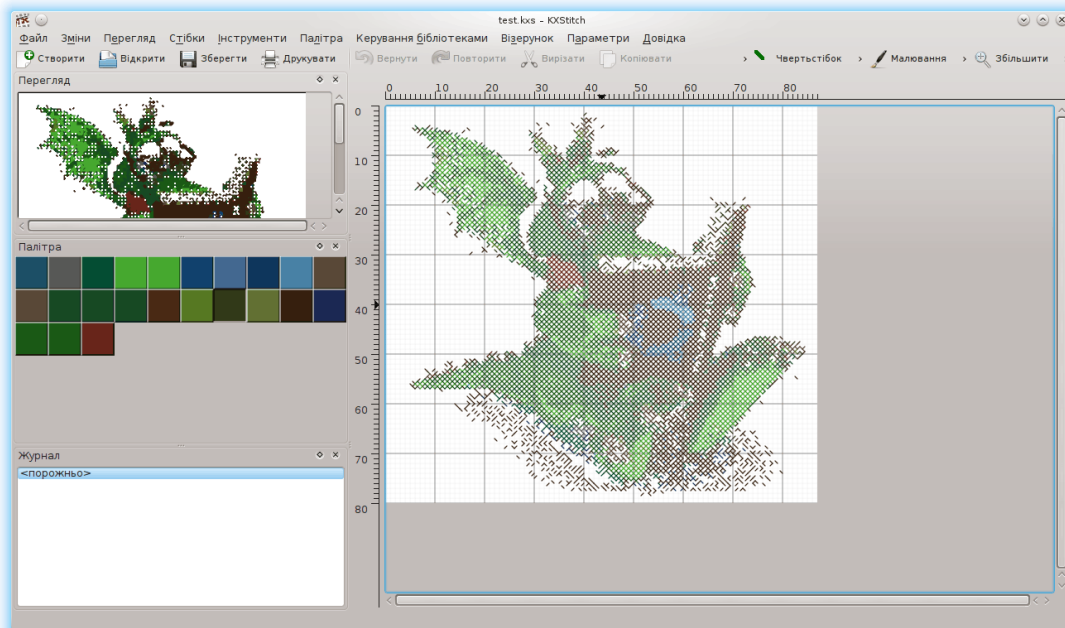 test.kxs – KXStitch
Файл Зміни Перегляд Стібки Інструменти Палітра Керування бібліотеками Візерунок Параметри Довідка
Створити Відкрити Зберегти Друкувати Вернути Повторити Вирізати Копіювати Чвертьстібок Малювання Збільшити
Перегляд
0 10 20 30 40 50 60 70 80
0
10
20
30
40
50
60
70
80
Палітра
Журнал
<порожньо>